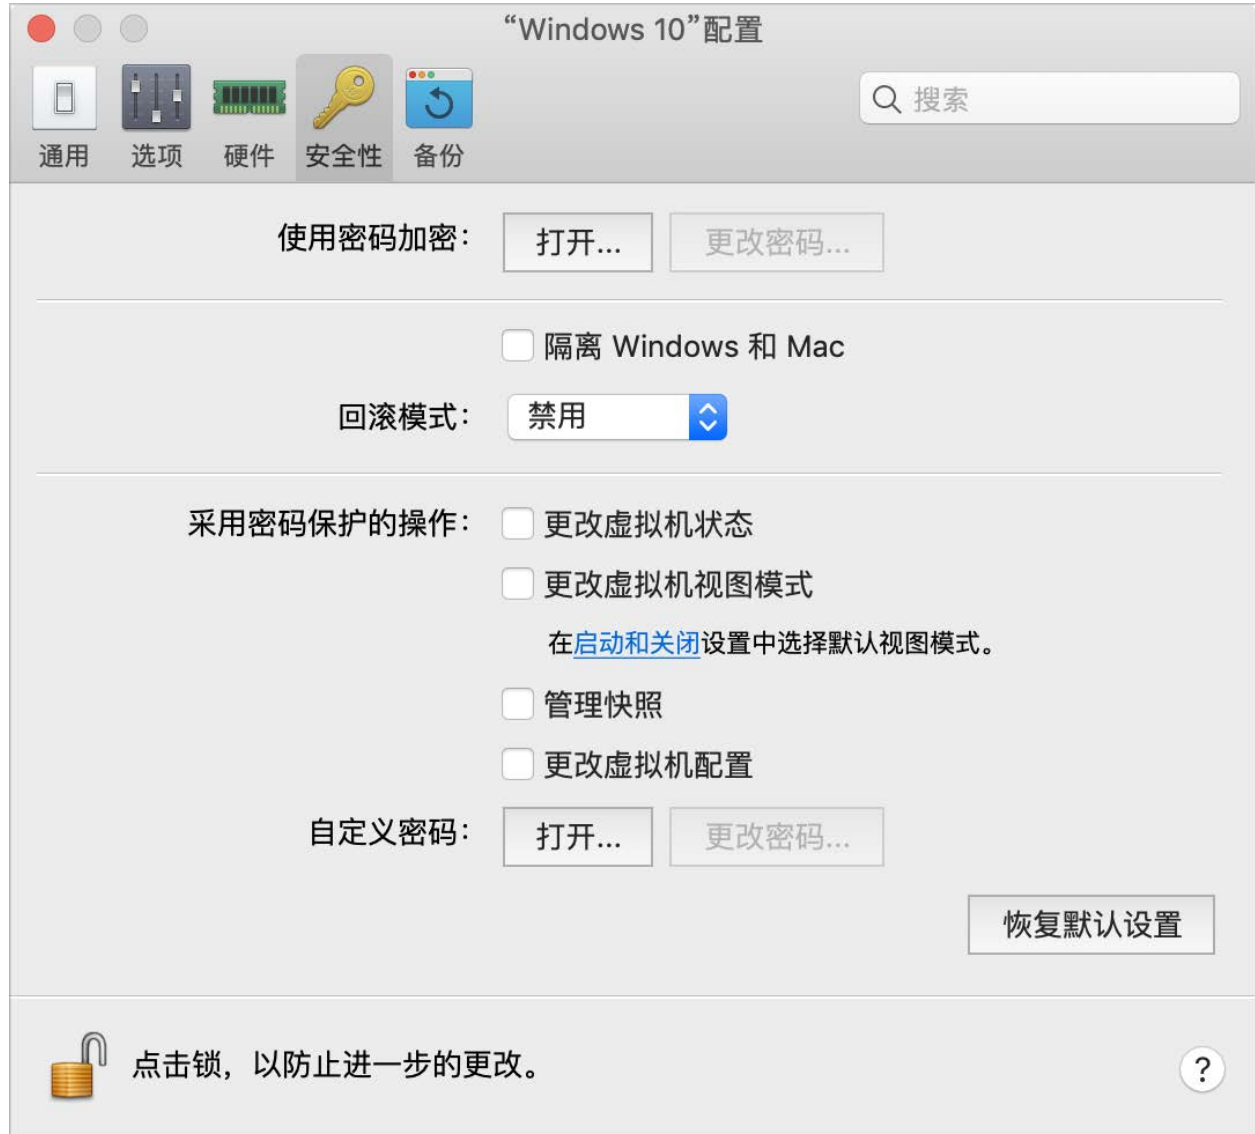 “Windows 10”配置
搜索
通用 选项 硬件 安全性 备份
使用密码加密： 打开... 更改密码...
隔离 Windows 和 Mac
回滚模式： 禁用
采用密码保护的操作： 更改虚拟机状态
更改虚拟机视图模式
在启动和关闭设置中选择默认视图模式。
管理快照
更改虚拟机配置
自定义密码： 打开... 更改密码...
恢复默认设置
点击锁，以防止进一步的更改。 ?